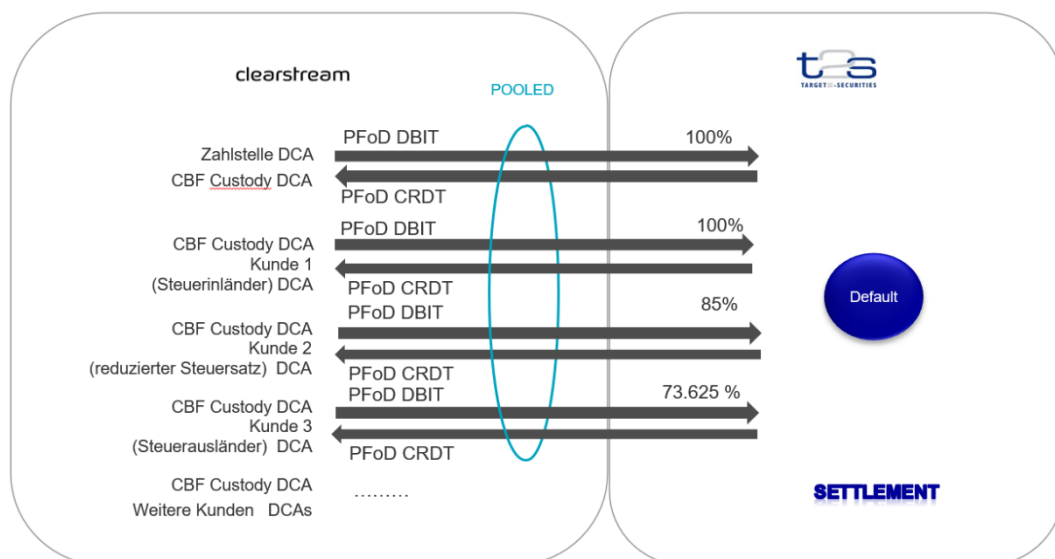 clearstream
t2s
TARGET2-SECURITIES
POOLED
PFoD DBIT
100%
Zahlstelle DCA
CBF Custody DCA
PFoD CRDT
PFoD DBIT
100%
CBF Custody DCA
Kunde 1
(Steuerinländer) DCA
PFoD CRDT
Default
PFoD DBIT
85%
CBF Custody DCA
Kunde 2
(reduzierter Steuersatz) DCA
PFoD CRDT
PFoD DBIT
73.625 %
CBF Custody DCA
Kunde 3
(Steuerausländer) DCA
PFoD CRDT
CBF Custody DCA
.........
Weitere Kunden DCAs
SETTLEMENT